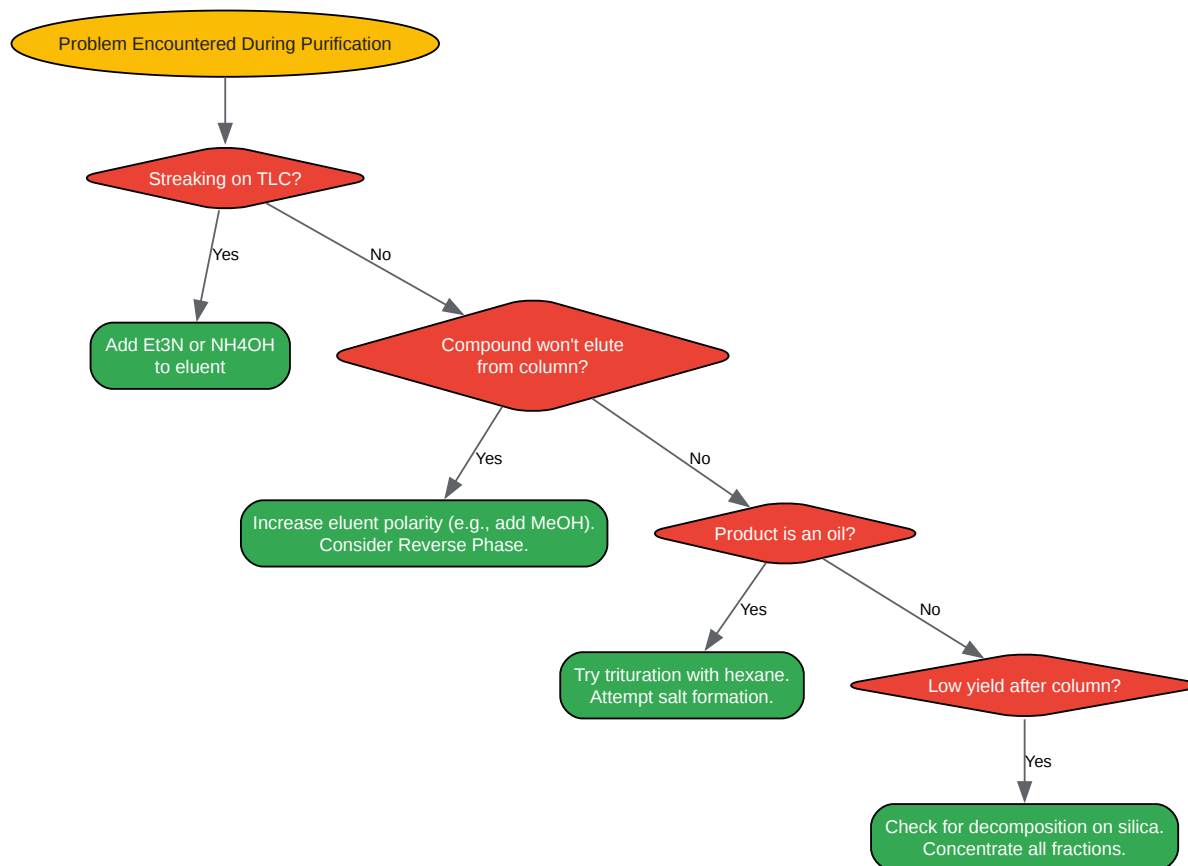 Problem Encountered During Purification
Streaking on TLC?
Yes
No
Add Et3N or NH4OH
to eluent
Compound won't elute
from column?
Yes
No
Increase eluent polarity (e.g., add MeOH).
Consider Reverse Phase.
Product is an oil?
Yes
No
Try trituration with hexane.
Attempt salt formation.
Low yield after column?
Yes
Check for decomposition on silica.
Concentrate all fractions.